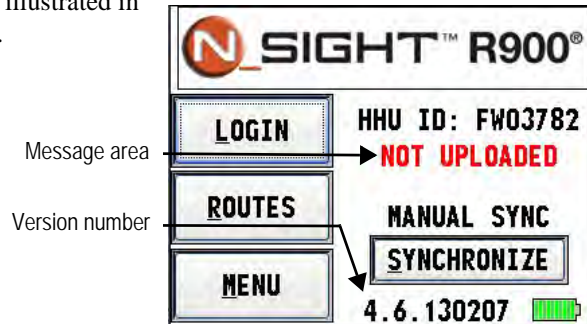 illustrated in
.
N_SIGHT™ R900®
LOGIN
HHU ID: FW03782
Message area
NOT UPLOADED
ROUTES
Version number
MANUAL SYNC
SYNCHRONIZE
MENU
4.6.130207